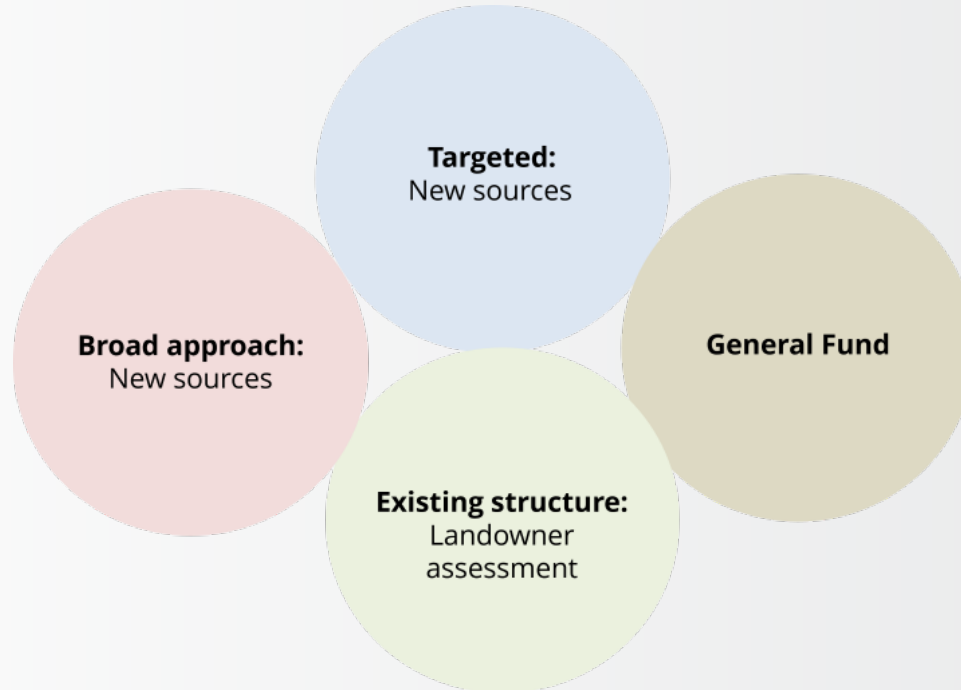 Targeted:
New sources
Broad approach:
New sources
General Fund
Existing structure:
Landowner
assessment